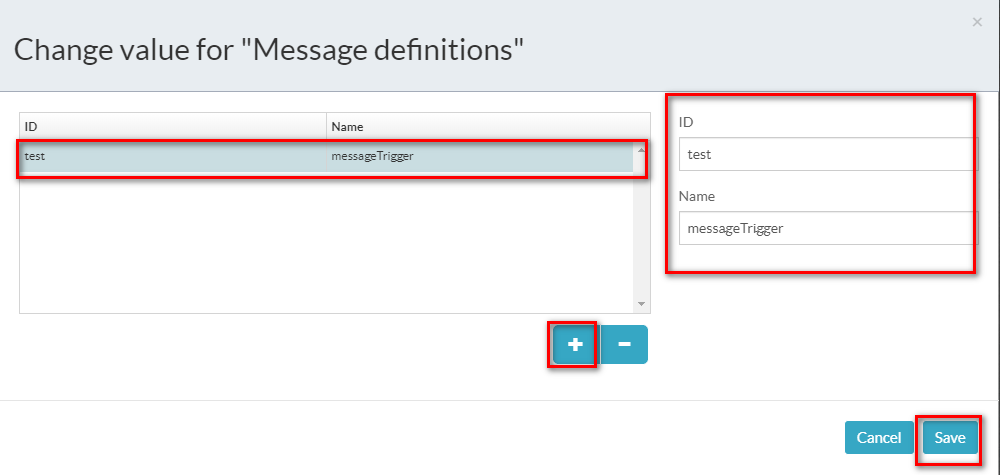 ×
Change value for "Message definitions"
ID Name
test messageTrigger
ID
test
Name
messageTrigger
+ -
Cancel Save